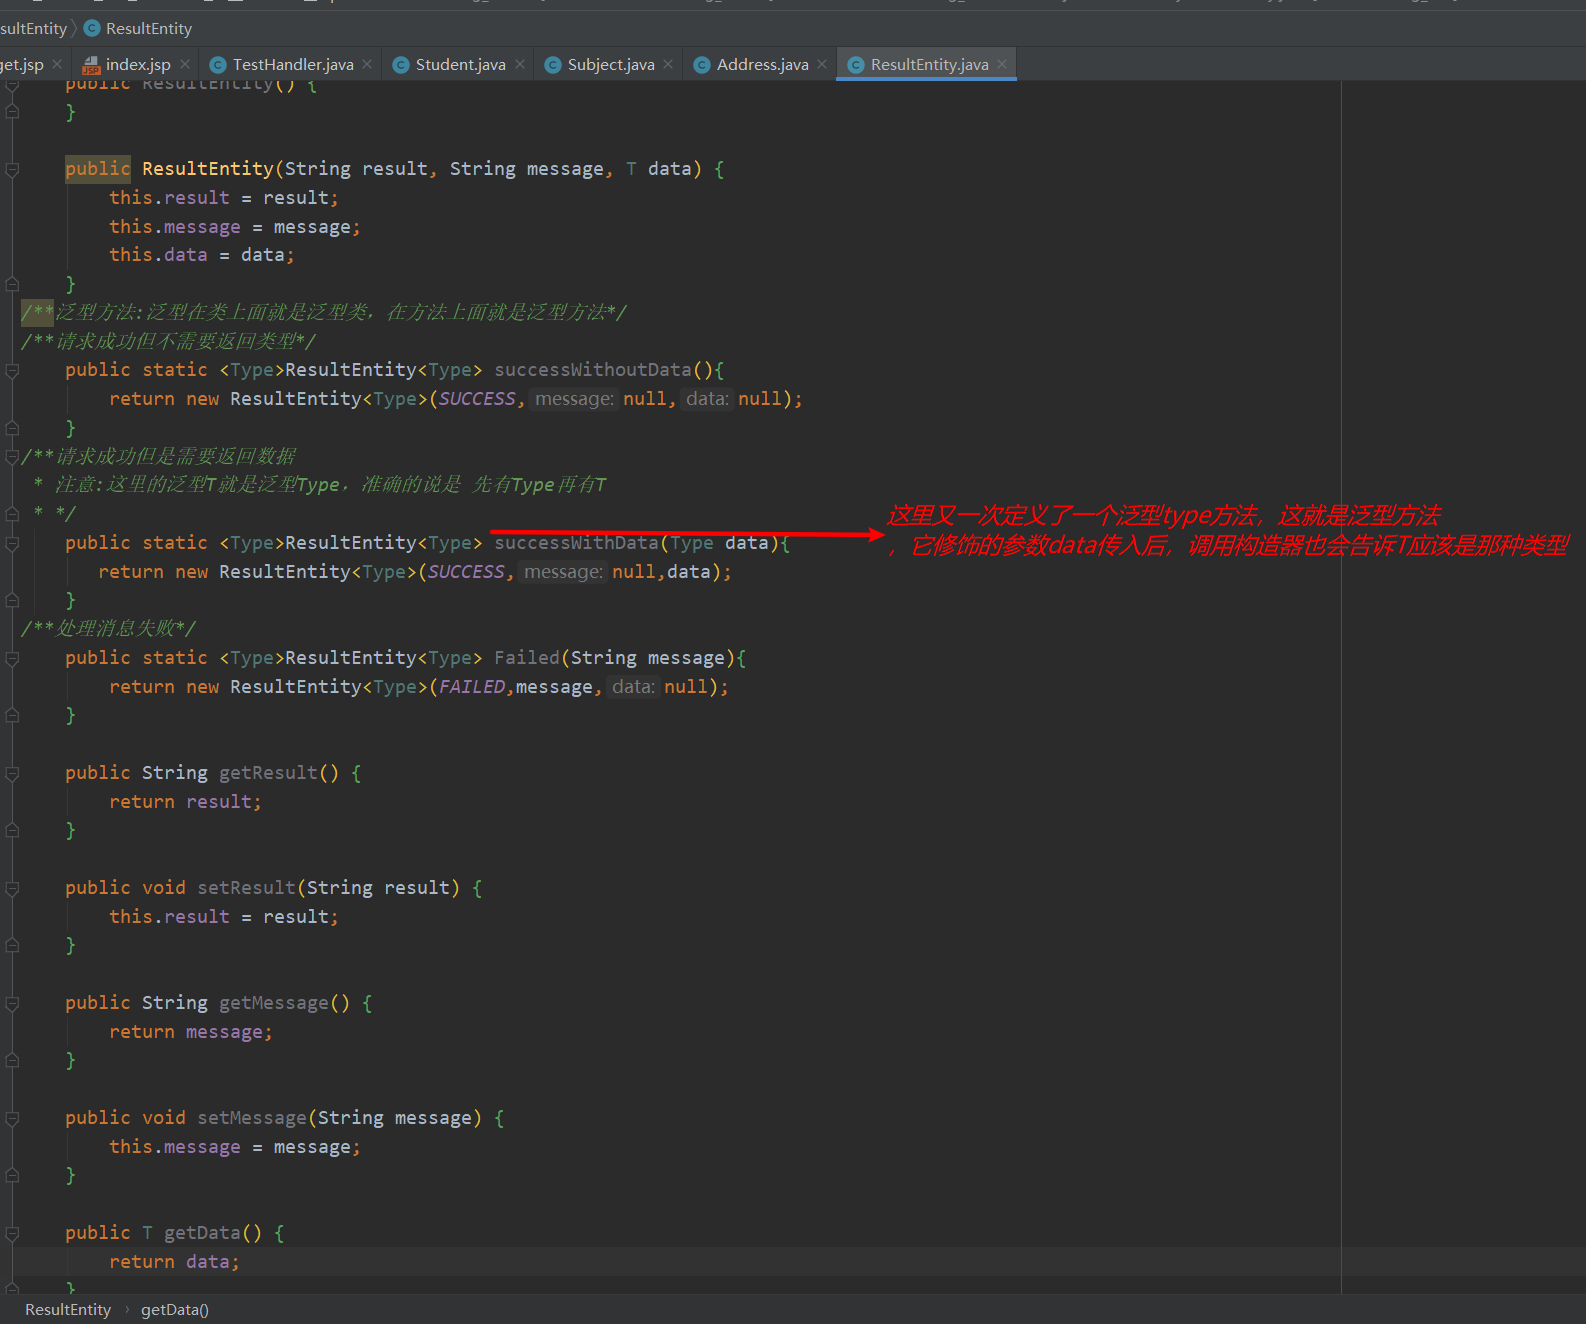 sultEntity ResultEntity
get.jsp index.jsp TestHandler.java Student.java Subject.java Address.java ResultEntity.java
public ResultEntity() {
}
public ResultEntity(String result, String message, T data) {
this.result = result;
this.message = message;
this.data = data;
}
/**泛型方法:泛型在类上面就是泛型类，在方法上面就是泛型方法*/
/**请求成功但不需要返回类型*/
public static <Type>ResultEntity<Type> successWithoutData(){
return new ResultEntity<Type>(SUCCESS, message: null, data: null);
}
/**请求成功但是需要返回数据
* 注意:这里的泛型T就是泛型Type，准确的说是 先有Type再有T
* */
这里又一次定义了一个泛型type方法，这就是泛型方法
public static <Type>ResultEntity<Type> successWithData(Type data){
，它修饰的参数data传入后，调用构造器也会告诉T应该是那种类型
return new ResultEntity<Type>(SUCCESS, message: null,data);
}
/**处理消息失败*/
public static <Type>ResultEntity<Type> Failed(String message){
return new ResultEntity<Type>(FAILED,message, data: null);
}
public String getResult() {
return result;
}
public void setResult(String result) {
this.result = result;
}
public String getMessage() {
return message;
}
public void setMessage(String message) {
this.message = message;
}
public T getData() {
return data;
}
ResultEntity › getData()